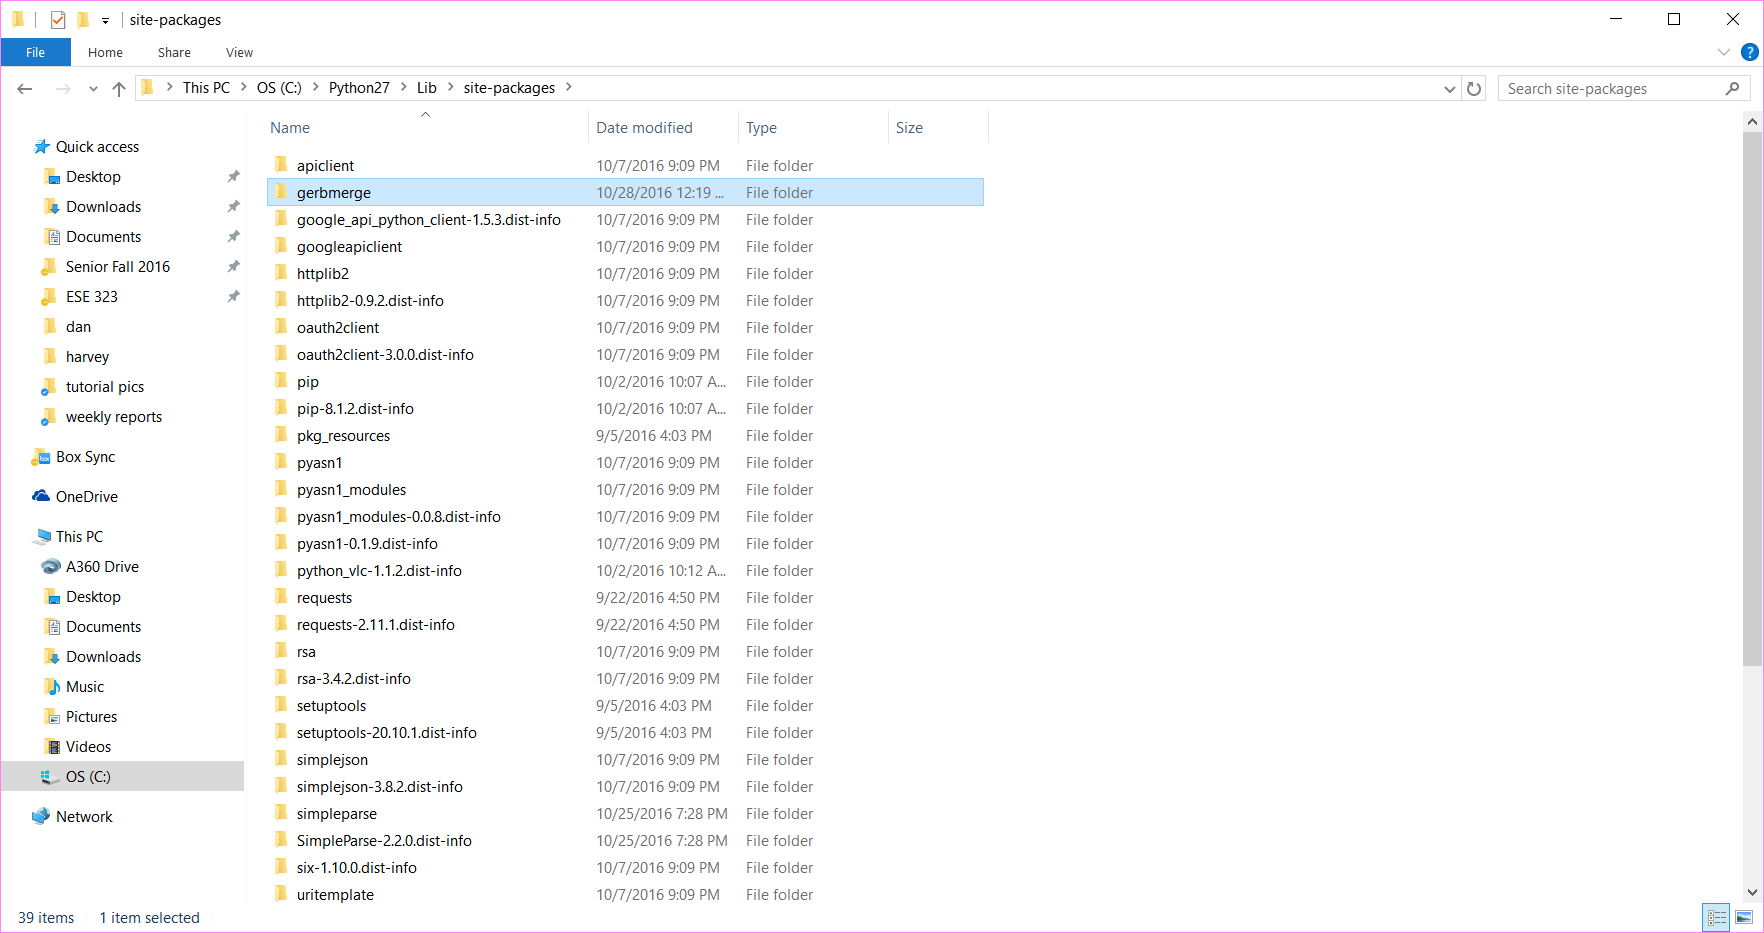 site-packages
File Home Share View
This PC OS (C:) Python27 Lib site-packages
Search site-packages
Name Date modified Type Size
Quick access
Desktop
Downloads
Documents
Senior Fall 2016
ESE 323
dan
harvey
tutorial pics
weekly reports
Box Sync
OneDrive
This PC
A360 Drive
Desktop
Documents
Downloads
Music
Pictures
Videos
OS (C:)
Network
apiclient 10/7/2016 9:09 PM File folder
gerbmerge 10/28/2016 12:19 ... File folder
google_api_python_client-1.5.3.dist-info 10/7/2016 9:09 PM File folder
googleapiclient 10/7/2016 9:09 PM File folder
httplib2 10/7/2016 9:09 PM File folder
httplib2-0.9.2.dist-info 10/7/2016 9:09 PM File folder
oauth2client 10/7/2016 9:09 PM File folder
oauth2client-3.0.0.dist-info 10/7/2016 9:09 PM File folder
pip 10/2/2016 10:07 A... File folder
pip-8.1.2.dist-info 10/2/2016 10:07 A... File folder
pkg_resources 9/5/2016 4:03 PM File folder
pyasn1 10/7/2016 9:09 PM File folder
pyasn1_modules 10/7/2016 9:09 PM File folder
pyasn1_modules-0.0.8.dist-info 10/7/2016 9:09 PM File folder
pyasn1-0.1.9.dist-info 10/7/2016 9:09 PM File folder
python_vlc-1.1.2.dist-info 10/2/2016 10:12 A... File folder
requests 9/22/2016 4:50 PM File folder
requests-2.11.1.dist-info 9/22/2016 4:50 PM File folder
rsa 10/7/2016 9:09 PM File folder
rsa-3.4.2.dist-info 10/7/2016 9:09 PM File folder
setuptools 9/5/2016 4:03 PM File folder
setuptools-20.10.1.dist-info 9/5/2016 4:03 PM File folder
simplejson 10/7/2016 9:09 PM File folder
simplejson-3.8.2.dist-info 10/7/2016 9:09 PM File folder
simpleparse 10/25/2016 7:28 PM File folder
SimpleParse-2.2.0.dist-info 10/25/2016 7:28 PM File folder
six-1.10.0.dist-info 10/7/2016 9:09 PM File folder
uritemplate 10/7/2016 9:09 PM File folder
39 items 1 item selected